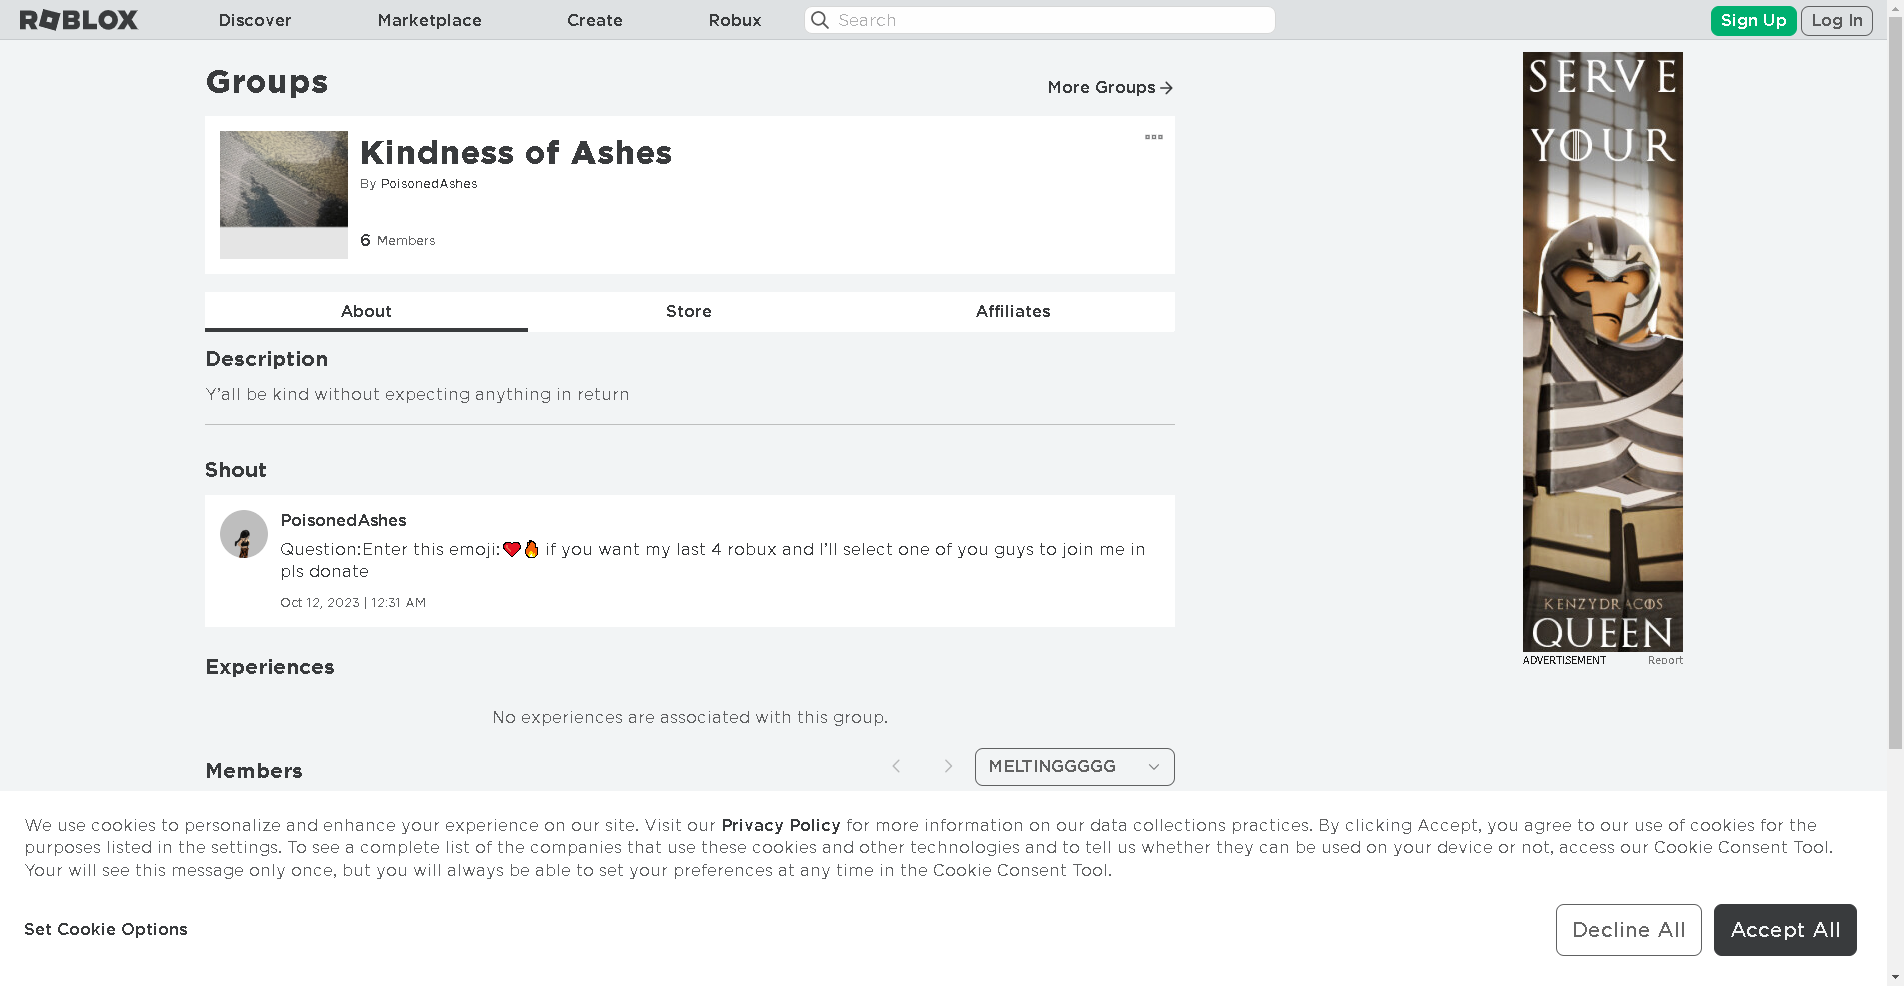 ROBLOX
Discover
Marketplace
Create
Robux
Search
Sign Up
Log In
Groups
More Groups
Kindness of Ashes
By PoisonedAshes
6 Members
About
Store
Affiliates
Description
Y'all be kind without expecting anything in return
Shout
PoisonedAshes
Question:Enter this emoji:❤️🔥 if you want my last 4 robux and I'll select one of you guys to join me in
pls donate
Oct 12, 2023 | 12:31 AM
Experiences
No experiences are associated with this group.
Members
MELTINGGGGG
SERVE
YOUR
KENZYDRACOS
QUEEN
ADVERTISEMENT
Report
We use cookies to personalize and enhance your experience on our site. Visit our Privacy Policy for more information on our data collections practices. By clicking Accept, you agree to our use of cookies for the
purposes listed in the settings. To see a complete list of the companies that use these cookies and other technologies and to tell us whether they can be used on your device or not, access our Cookie Consent Tool.
Your will see this message only once, but you will always be able to set your preferences at any time in the Cookie Consent Tool.
Set Cookie Options
Decline All
Accept All